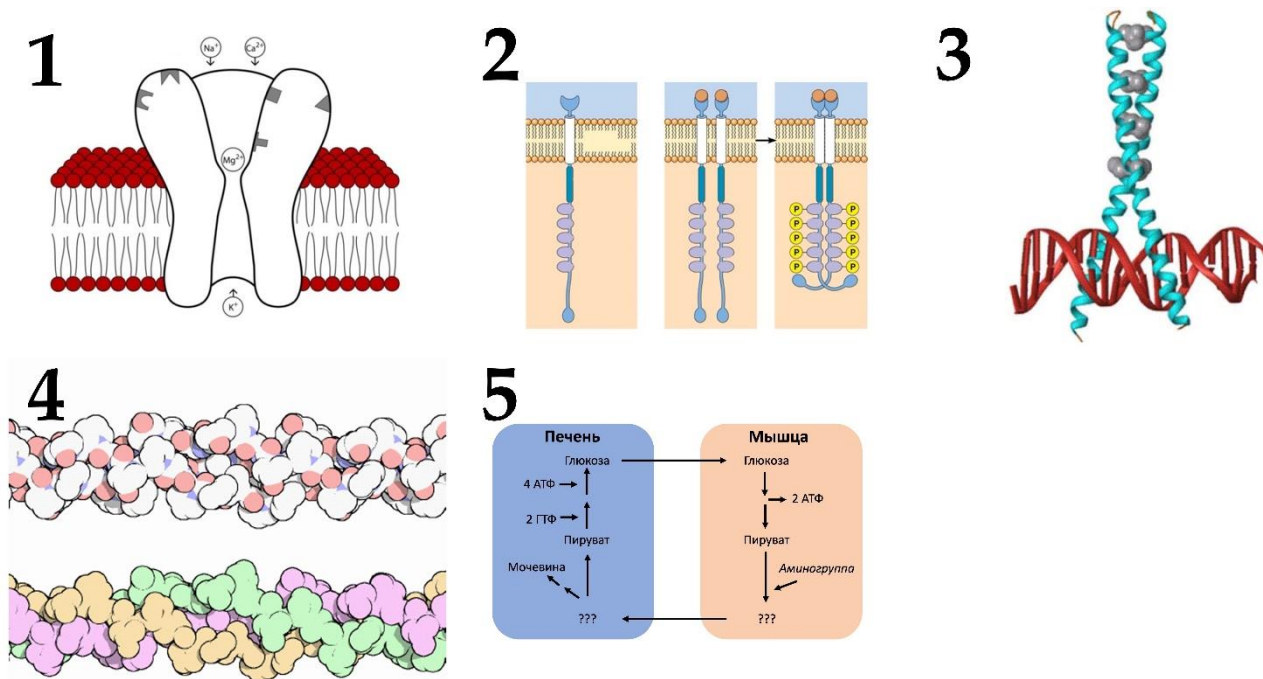 1
Na⁺
Ca²⁺
Mg²⁺
K⁺
2
P P
P P
P P
P P
P P
3
4
5
Печень
Глюкоза
4 АТФ
2 ГТФ
Пируват
Мочевина
???
Мышца
Глюкоза
2 АТФ
Пируват
Аминогруппа
???